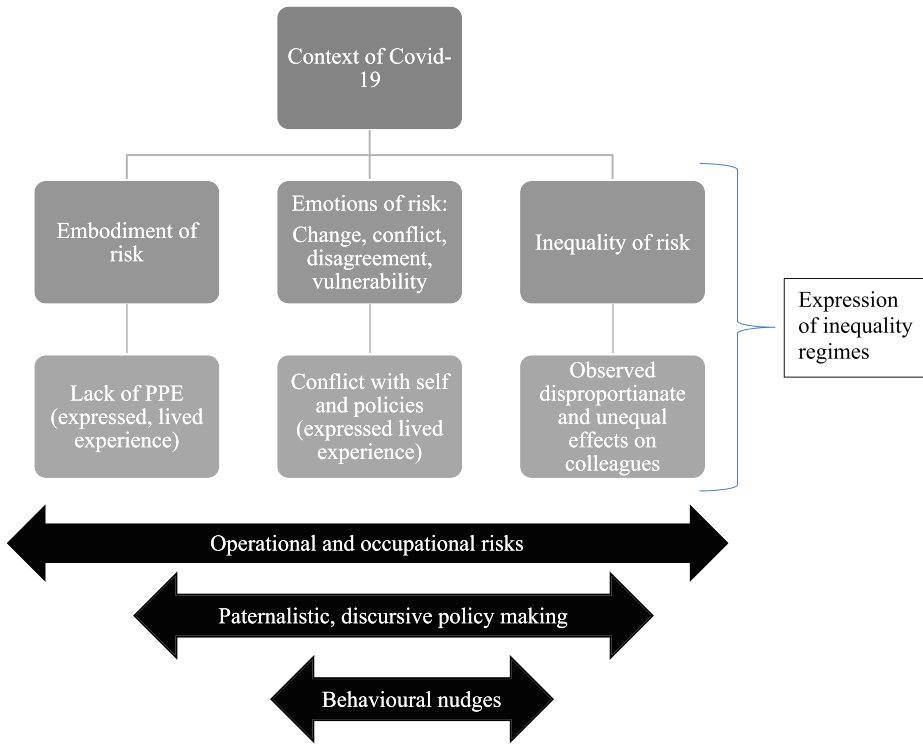 Context of Covid-
19
Embodiment of
risk
Emotions of risk:
Change, conflict,
disagreement,
vulnerability
Inequality of risk
Expression
of inequality
regimes
Lack of PPE
(expressed, lived
experience)
Conflict with self
and policies
(expressed lived
experience)
Observed
disproportianate
and unequal
effects on
colleagues
Operational and occupational risks
Paternalistic, discursive policy making
Behavioural nudges